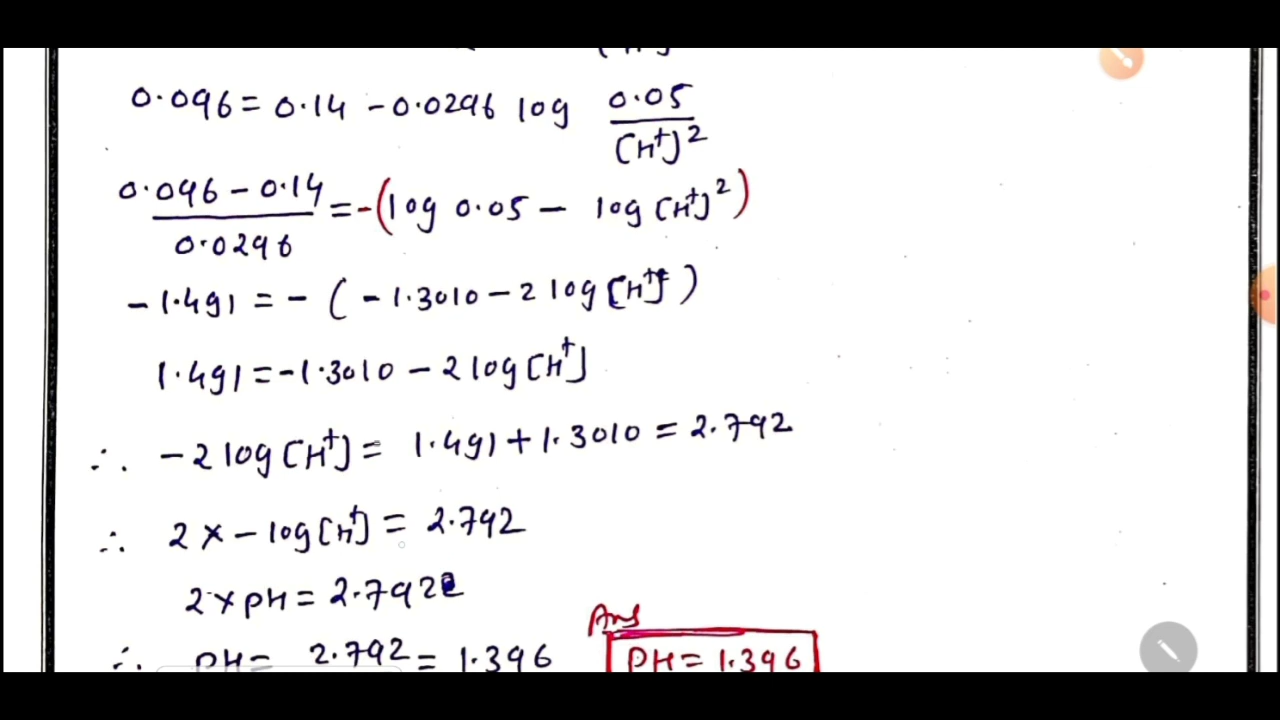 0.096 = 0.14 - 0.0296 log 0.05/[H+]²
0.096 - 0.14/0.0296 = -(log 0.05 - log [H+]²)
-1.491 = -(-1.3010 - 2 log [H+])
1.491 = -1.3010 - 2 log [H+]
∴ -2 log [H+] = 1.491 + 1.3010 = 2.792
∴ 2 x - log [H+] = 2.792
2 x pH = 2.792
Ans
∴ pH = 2.792 = 1.396
PH = 1.396